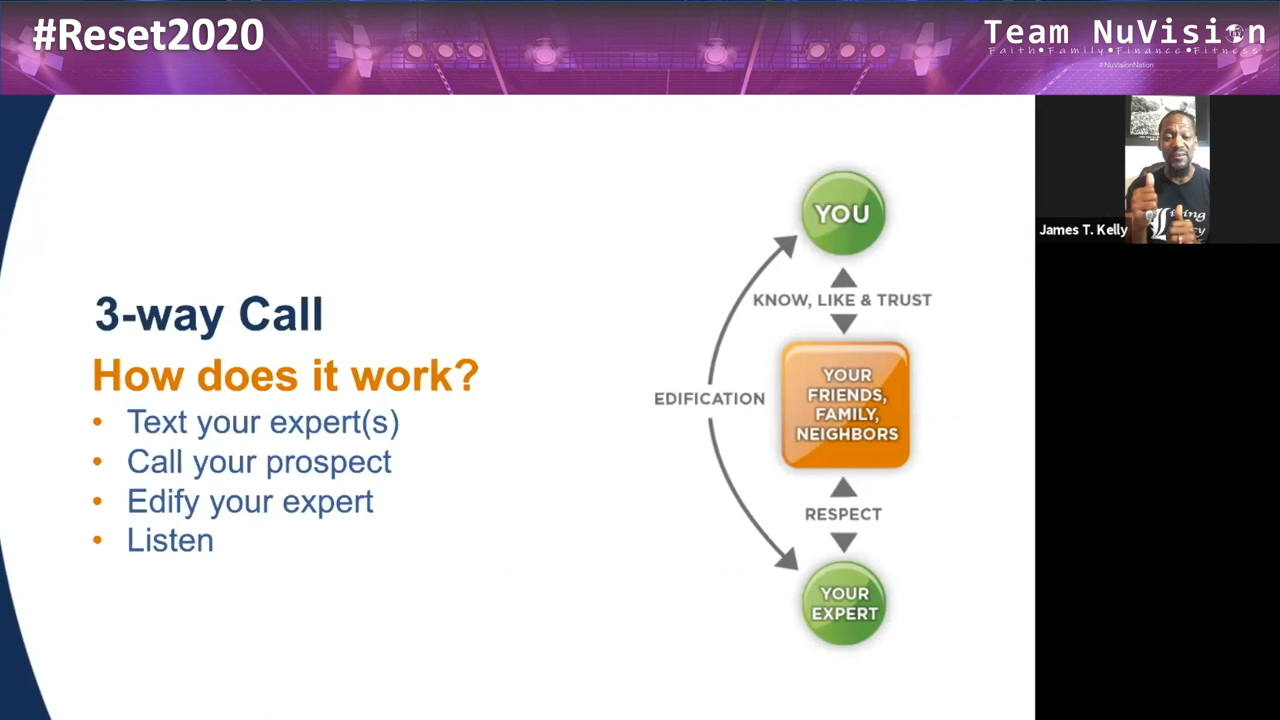 #Reset2020
Team NuVision
Faith•Family•Finance•Fitness
#NuVisionNation
James T. Kelly
3-way Call
How does it work?
• Text your expert(s)
• Call your prospect
• Edify your expert
• Listen
YOU
KNOW, LIKE & TRUST
YOUR
FRIENDS,
FAMILY,
NEIGHBORS
EDIFICATION
RESPECT
YOUR
EXPERT